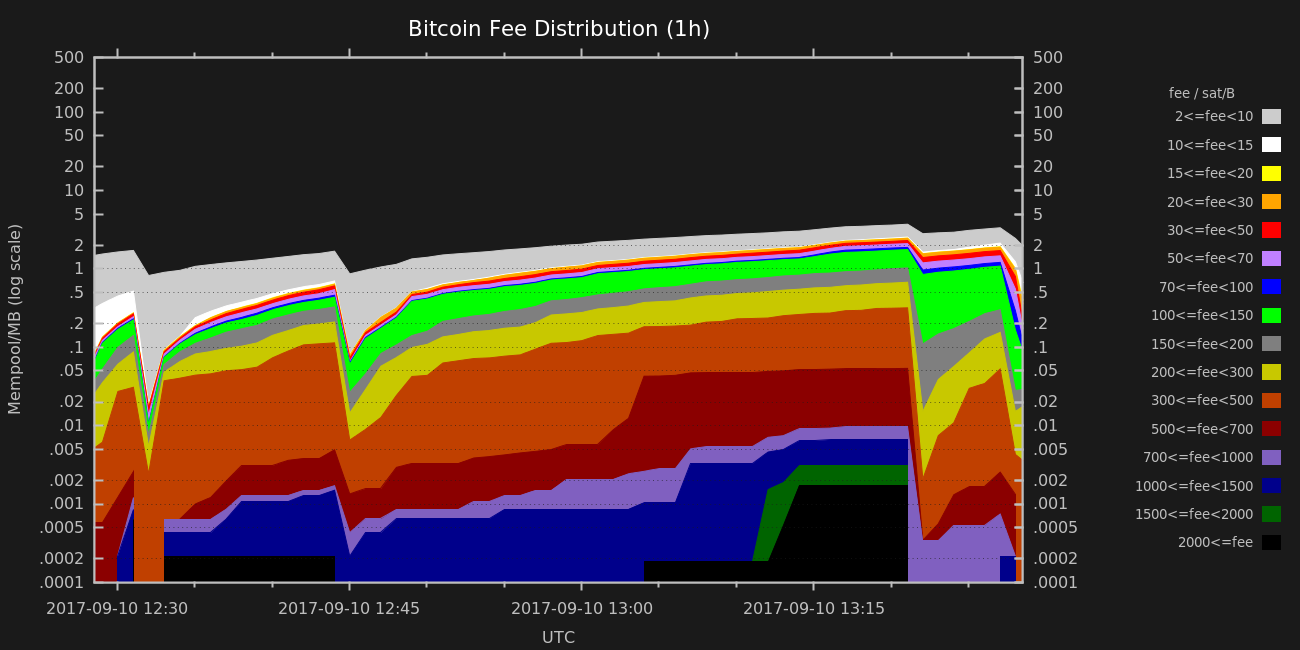 Bitcoin Fee Distribution (1h)
Mempool/MB (log scale)
500
200
100
50
20
10
5
2
1
.5
.2
.1
.05
.02
.01
.005
.002
.001
.0005
.0002
.0001
500
200
100
50
20
10
5
2
1
.5
.2
.1
.05
.02
.01
.005
.002
.001
.0005
.0002
.0001
2017-09-10 12:30
2017-09-10 12:45
2017-09-10 13:00
2017-09-10 13:15
UTC
fee / sat/B
2<=fee<10
10<=fee<15
15<=fee<20
20<=fee<30
30<=fee<50
50<=fee<70
70<=fee<100
100<=fee<150
150<=fee<200
200<=fee<300
300<=fee<500
500<=fee<700
700<=fee<1000
1000<=fee<1500
1500<=fee<2000
2000<=fee